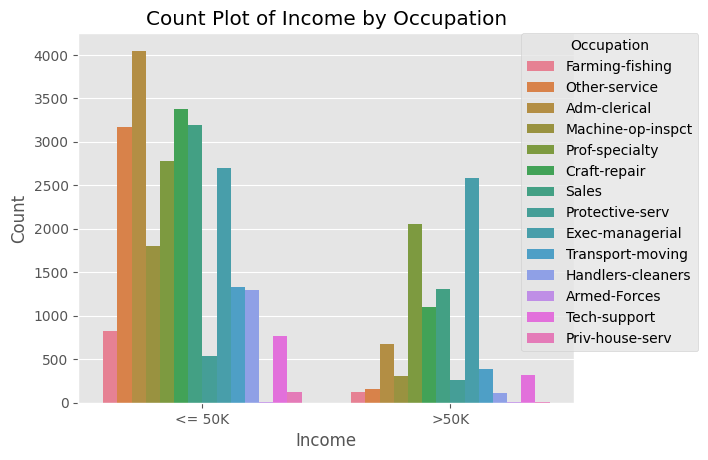 Count Plot of Income by Occupation
Count
4000
3500
3000
2500
2000
1500
1000
500
0
<= 50K
>50K
Income
Occupation
Farming-fishing
Other-service
Adm-clerical
Machine-op-inspct
Prof-specialty
Craft-repair
Sales
Protective-serv
Exec-managerial
Transport-moving
Handlers-cleaners
Armed-Forces
Tech-support
Priv-house-serv